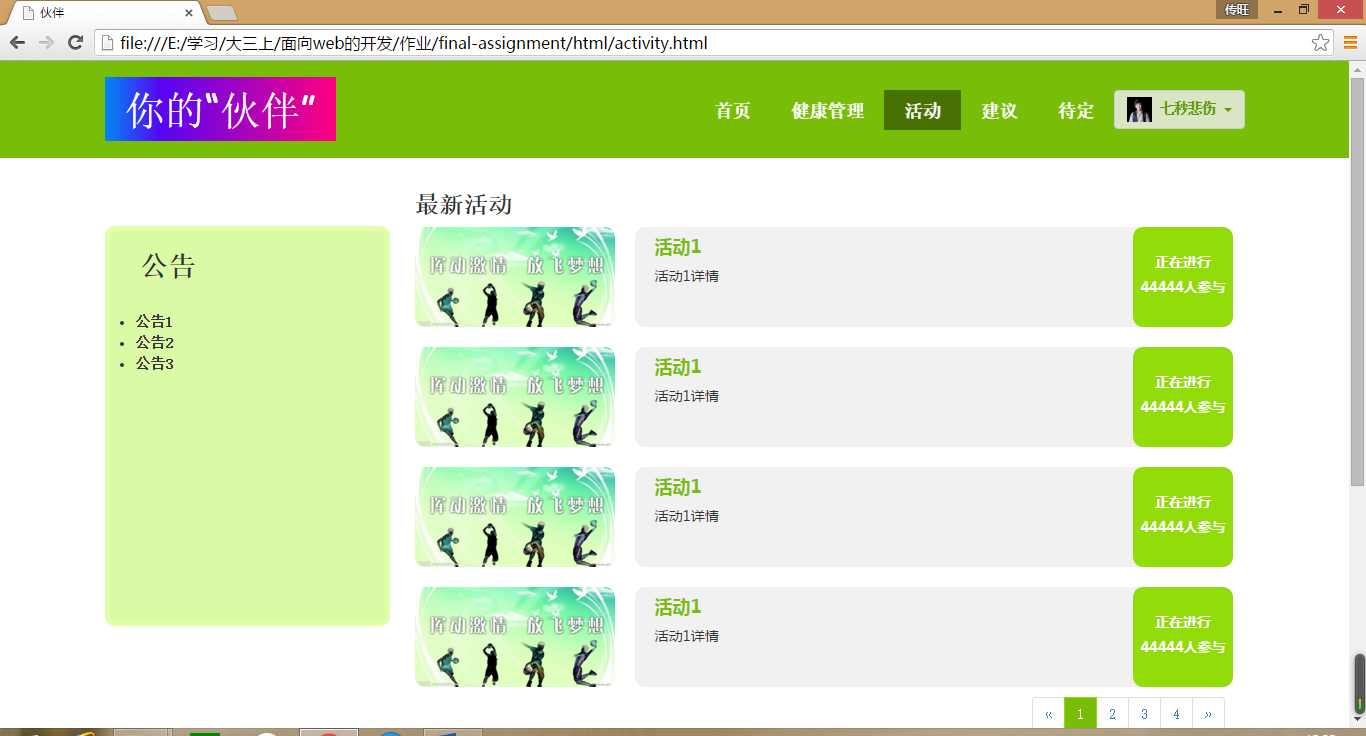 伙伴
传旺
file:///E:/学习/大三上/面向web的开发/作业/final-assignment/html/activity.html
你的“伙伴”
首页 健康管理 活动 建议 待定 七秒悲伤
最新活动
公告
公告1
公告2
公告3
挥动激情 放飞梦想
活动1
活动1详情
正在进行
44444人参与
挥动激情 放飞梦想
活动1
活动1详情
正在进行
44444人参与
挥动激情 放飞梦想
活动1
活动1详情
正在进行
44444人参与
挥动激情 放飞梦想
活动1
活动1详情
正在进行
44444人参与
« 1 2 3 4 »